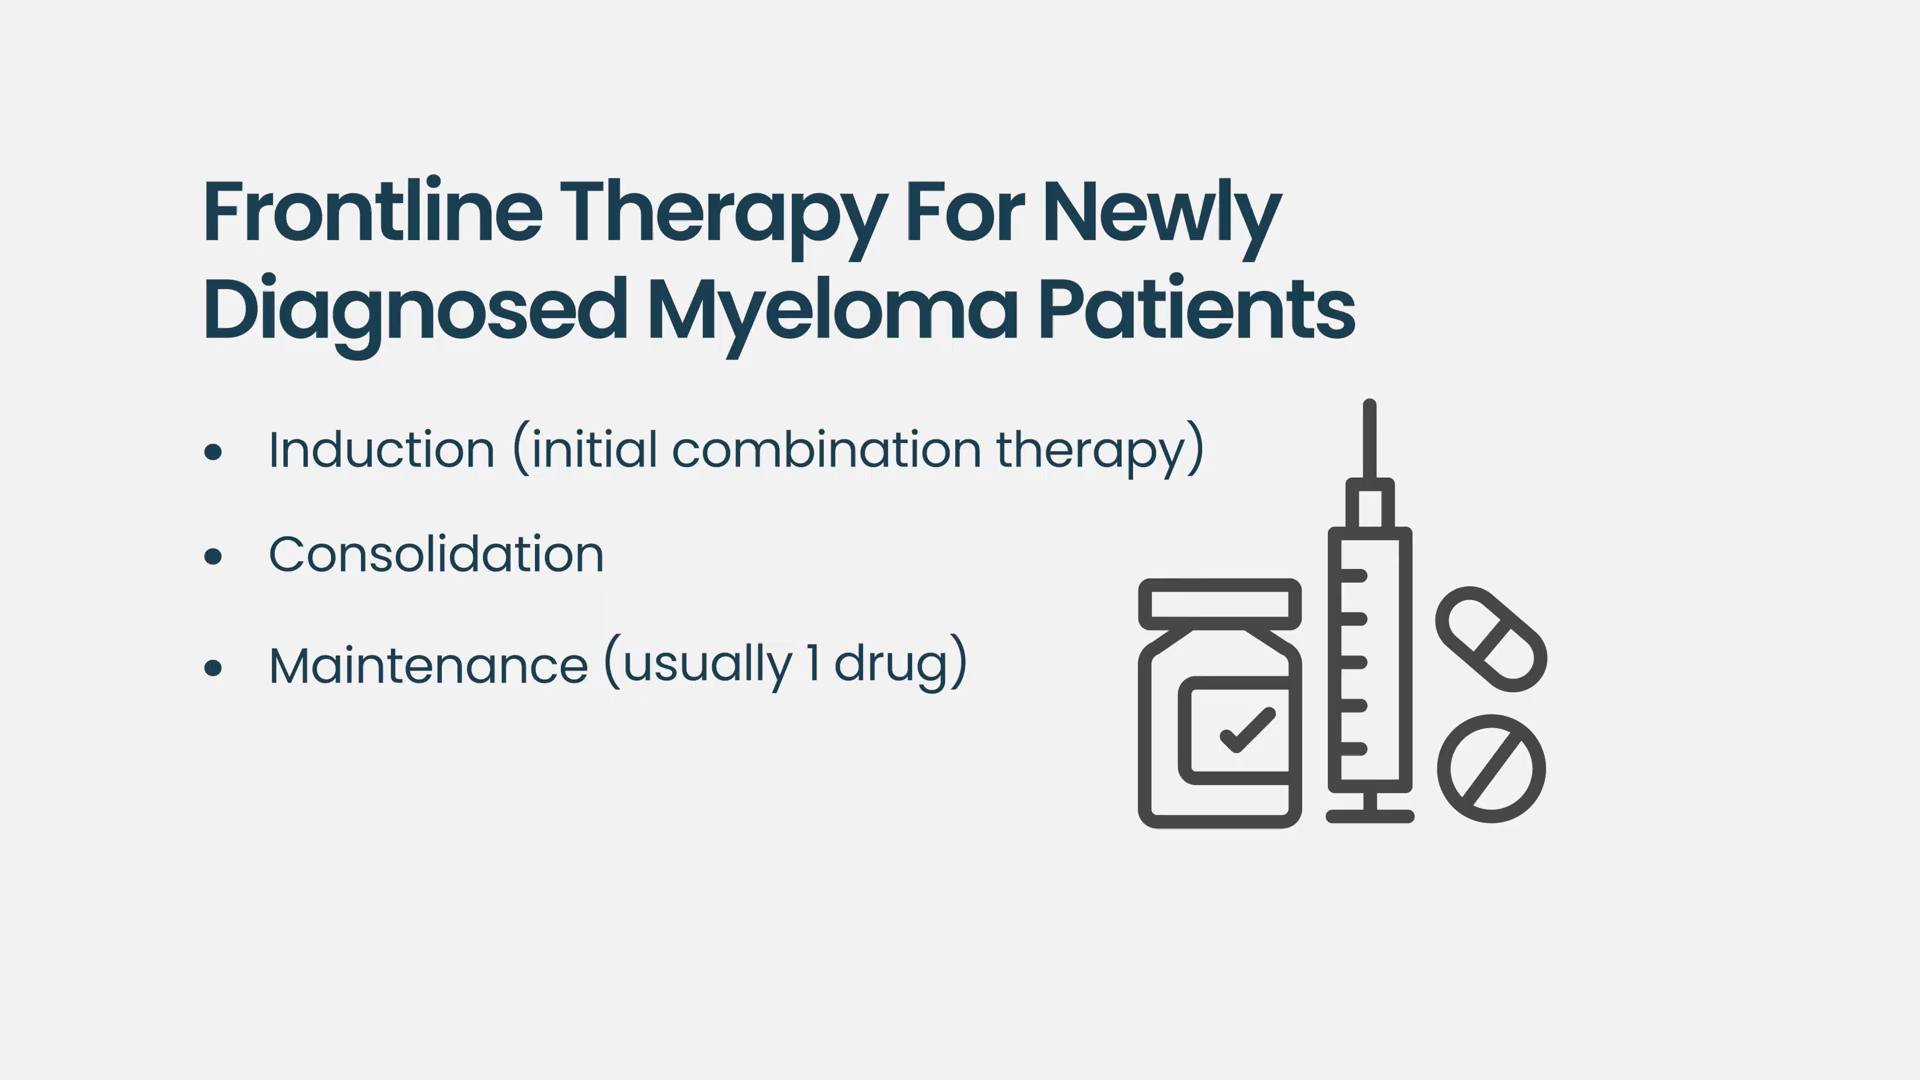 Frontline Therapy For Newly
Diagnosed Myeloma Patients
• Induction (initial combination therapy)
• Consolidation
• Maintenance (usually 1 drug)